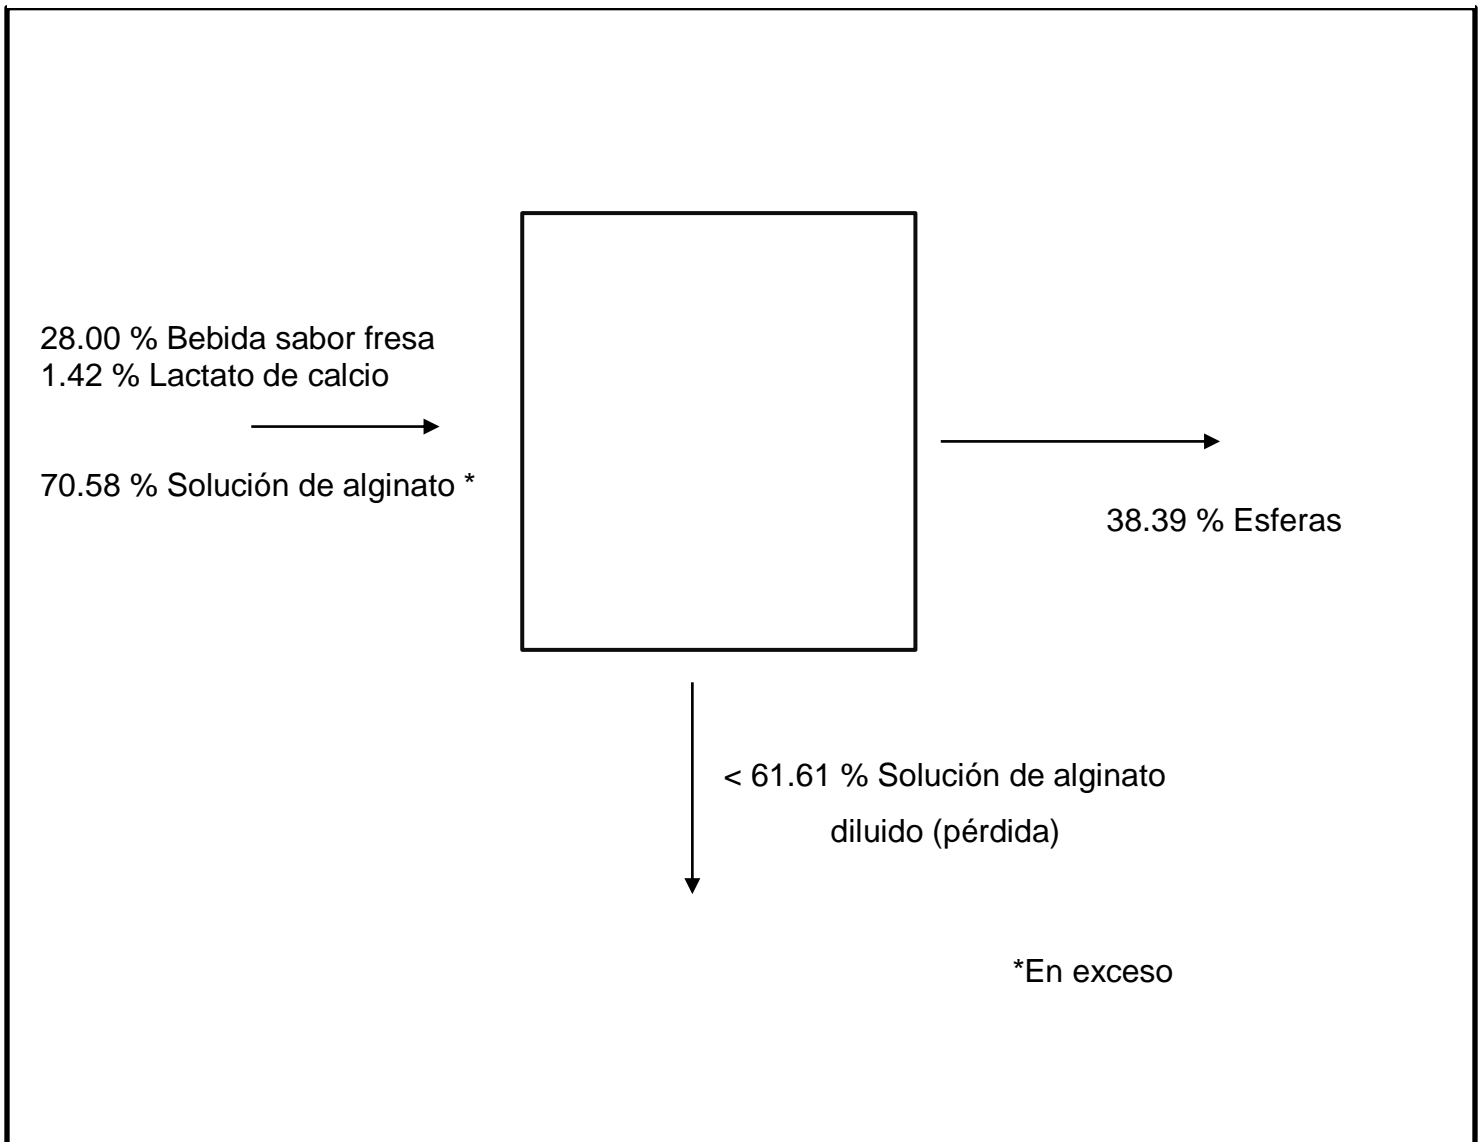 28.00 % Bebida sabor fresa
1.42 % Lactato de calcio
70.58 % Solución de alginato *
38.39 % Esferas
< 61.61 % Solución de alginato
diluido (pérdida)
*En exceso